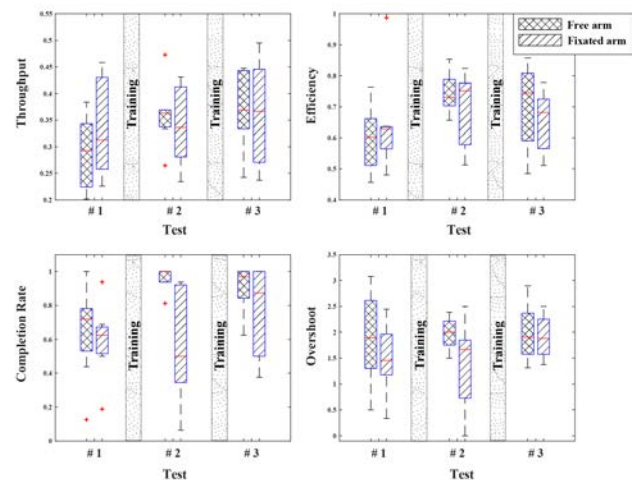 0.55
0.5
0.45
0.4
0.35
0.3
0.25
0.2
Throughput
Training
Training
# 1
# 2
# 3
Test
1
0.9
0.8
0.7
0.6
0.5
0.4
Efficiency
Training
Training
# 1
# 2
# 3
Test
Free arm
Fixated arm
1
0.8
0.6
0.4
0.2
0
Completion Rate
Training
Training
# 1
# 2
# 3
Test
3.5
3
2.5
2
1.5
1
0.5
0
Overshoot
Training
Training
# 1
# 2
# 3
Test